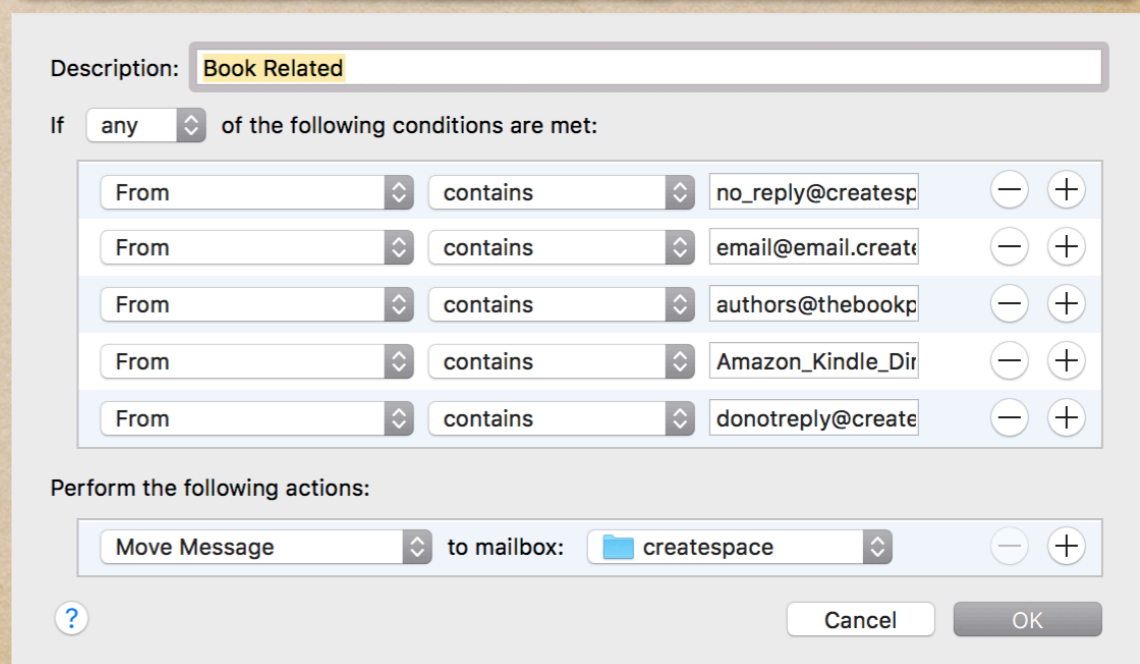 Description: Book Related
If any of the following conditions are met:
From contains no_reply@createsp
From contains email@email.create
From contains authors@thebookp
From contains Amazon_Kindle_Dir
From contains donotreply@create
Perform the following actions:
Move Message to mailbox: createspace
? Cancel OK